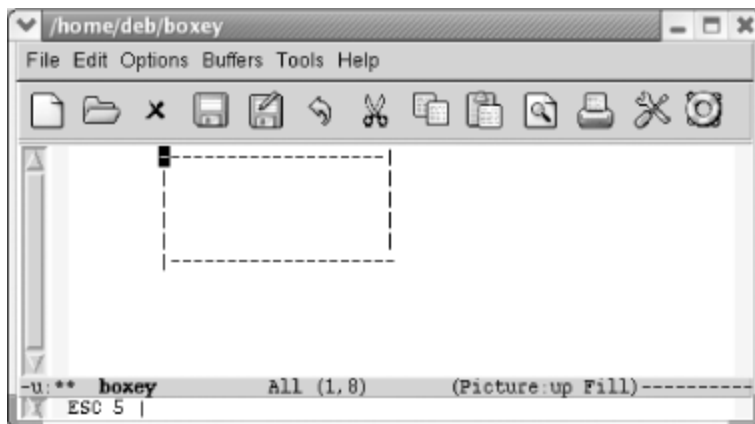 /home/deb/boxey
File Edit Options Buffers Tools Help
-u:** boxey All (1,8) (Picture:up Fill)----------
ESC 5 |